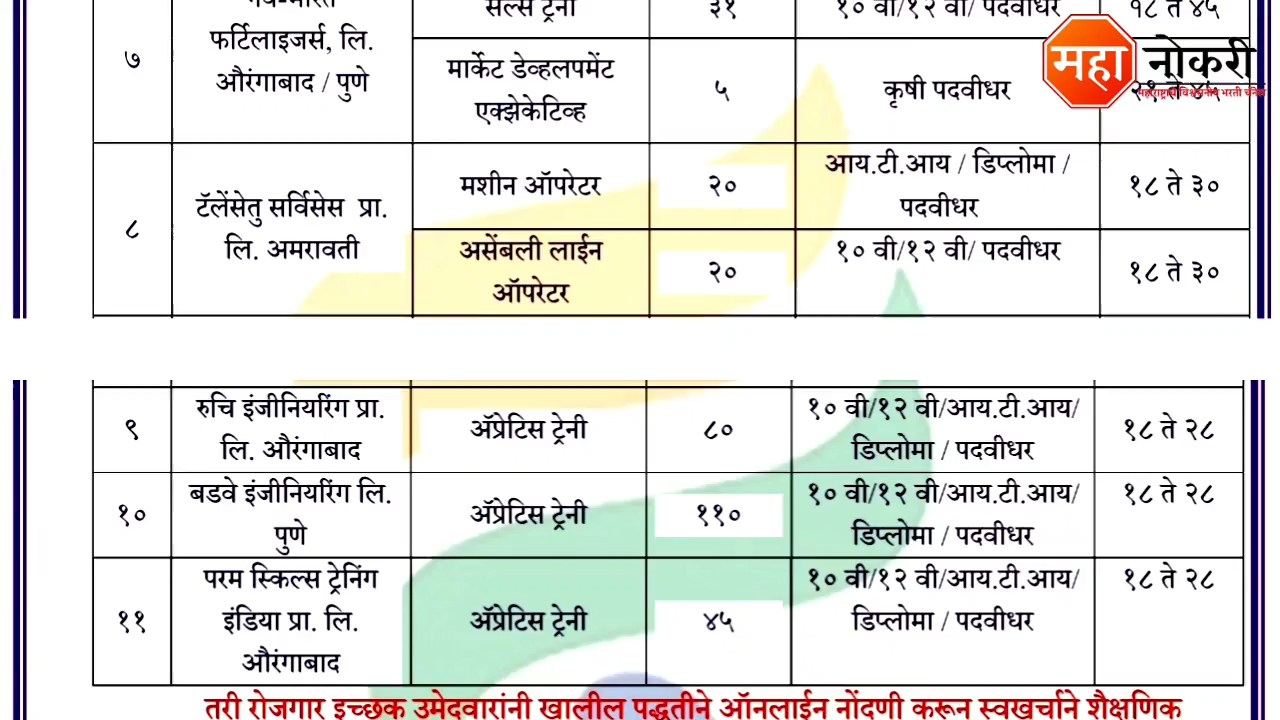 सेल्स ट्रेनी ३१ १० वी/१२ वी/ पदवीधर १८ ते ४५
७ फर्टिलाइजर्स, लि.
औरंगाबाद / पुणे
मार्केट डेव्हलपमेंट
एक्झेकेटिव्ह
५ कृषी पदवीधर
महा नोकरी
८ टॅलेंसेतु सर्विसेस प्रा.
लि. अमरावती
मशीन ऑपरेटर २० आय.टी.आय / डिप्लोमा /
पदवीधर
१८ ते ३०
असेंबली लाईन
ऑपरेटर
२० १० वी/१२ वी/ पदवीधर
१८ ते ३०
९ रुचि इंजीनियरिंग प्रा.
लि. औरंगाबाद
ॲप्रेटिस ट्रेनी ८० १० वी/१२ वी/आय.टी.आय/
डिप्लोमा / पदवीधर
१८ ते २८
१० बडवे इंजीनियरिंग लि.
पुणे
ॲप्रेटिस ट्रेनी ११० १० वी/१२ वी/आय.टी.आय/
डिप्लोमा / पदवीधर
१८ ते २८
११ परम स्किल्स ट्रेनिंग
इंडिया प्रा. लि.
औरंगाबाद
ॲप्रेटिस ट्रेनी ४५ १० वी/१२ वी/आय.टी.आय/
डिप्लोमा / पदवीधर
१८ ते २८
तरी रोजगार इच्छुक उमेदवारांनी खालील पद्धतीने ऑनलाईन नोंदणी करून स्वखर्चाने शैक्षणिक